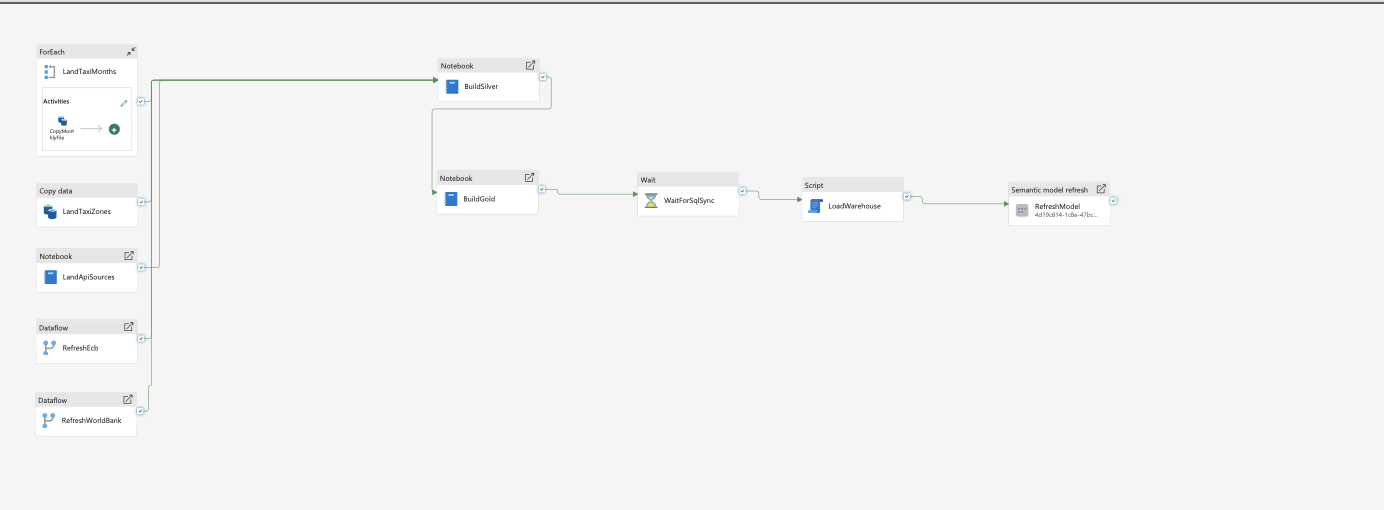 ForEach
LandTaxiMonths
Activities
CopyMont
hlyFile
Copy data
LandTaxiZones
Notebook
LandApiSources
Dataflow
RefreshEcb
Dataflow
RefreshWorldBank
Notebook
BuildSilver
Notebook
BuildGold
Wait
WaitForSqlSync
Script
LoadWarehouse
Semantic model refresh
RefreshModel
4d19c814-1c8e-47bc...